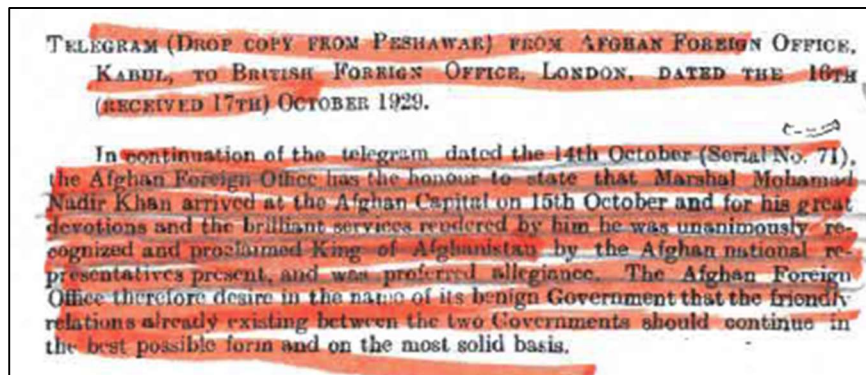 TELEGRAM (DROP COPY FROM PESHAWAR) FROM AFGHAN FOREIGN OFFICE,
KABUL, TO BRITISH FOREIGN OFFICE, LONDON, DATED THE 16TH
(RECEIVED 17TH) OCTOBER 1929.
In continuation of the telegram dated the 14th October (Serial No. 71),
the Afghan Foreign Office has the honour to state that Marshal Mohamad
Nadir Khan arrived at the Afghan Capital on 15th October and for his great
devotions and the brilliant services rendered by him he was unanimously re-
cognized and proclaimed King of Afghanistan by the Afghan national re-
presentatives present, and was proferred allegiance. The Afghan Foreign
Office therefore desire in the name of its benign Government that the friendly
relations already existing between the two Governments should continue in
the best possible form and on the most solid basis.